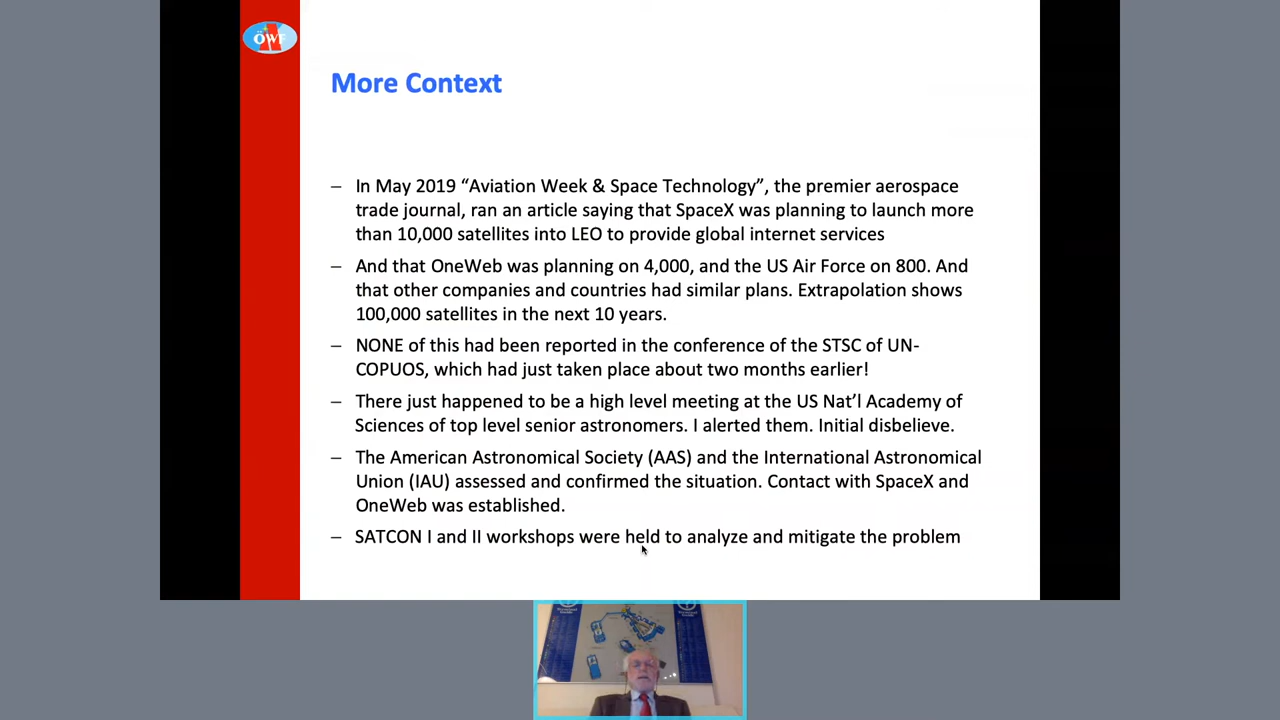 ÖWF
More Context
– In May 2019 “Aviation Week & Space Technology”, the premier aerospace
trade journal, ran an article saying that SpaceX was planning to launch more
than 10,000 satellites into LEO to provide global internet services
– And that OneWeb was planning on 4,000, and the US Air Force on 800. And
that other companies and countries had similar plans. Extrapolation shows
100,000 satellites in the next 10 years.
– NONE of this had been reported in the conference of the STSC of UN-
COPUOS, which had just taken place about two months earlier!
– There just happened to be a high level meeting at the US Nat’l Academy of
Sciences of top level senior astronomers. I alerted them. Initial disbelieve.
– The American Astronomical Society (AAS) and the International Astronomical
Union (IAU) assessed and confirmed the situation. Contact with SpaceX and
OneWeb was established.
– SATCON I and II workshops were held to analyze and mitigate the problem